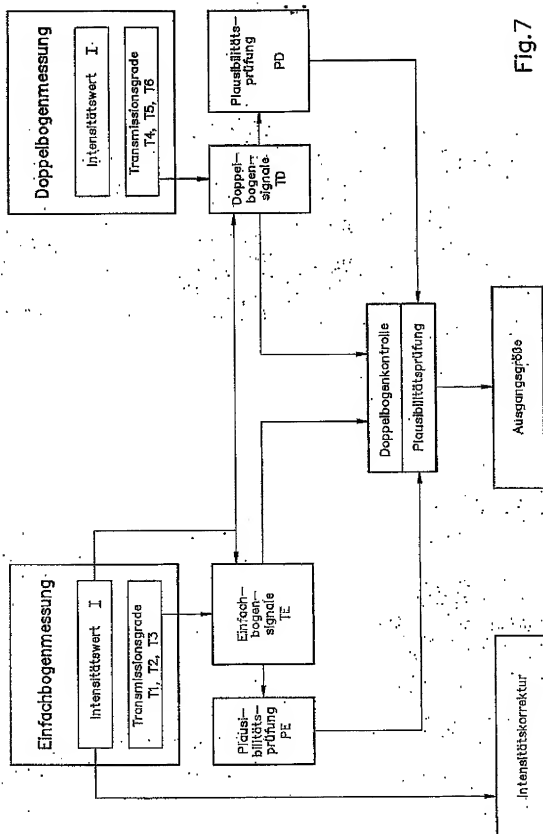 Einfachbogenmessung
Intensitätswert I
Transmissionsgrade
T1, T2, T3
Doppelbogenmessung
Intensitätswert I
Transmissionsgrade
T4, T5, T6
Plausi—
bilitäts—
prüfung
PE
Einfach—
bogen—
signale
TE
Doppel—
bogen—
signale
TD
Plausibilitäts—
prüfung
PD
Doppelbogenkontrolle
Plausibilitätsprüfung
Intensitätskorrektur
Ausgangsgröße
Fig.7